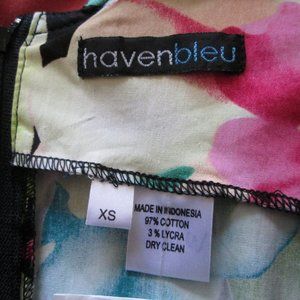 havenbleu
XS
MADE IN INDONESIA
97% COTTON
3% LYCRA
DRY CLEAN